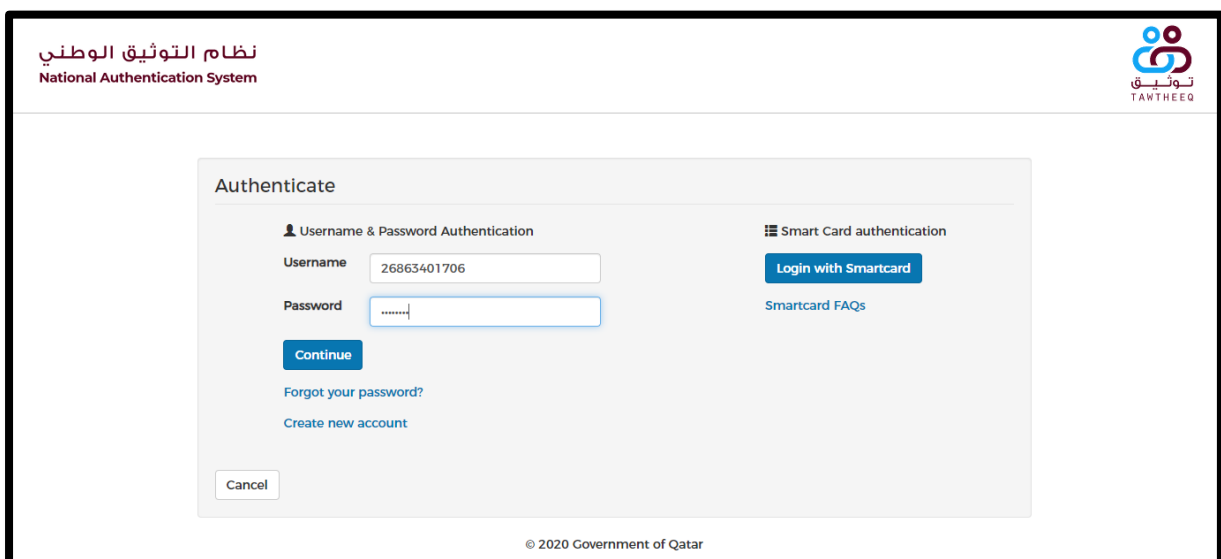 نظام التوثيق الوطني
National Authentication System
تـوثـيـــق
TAWTHEEQ
Authenticate
Username & Password Authentication
Username
26863401706
Password
••••••••
Continue
Forgot your password?
Create new account
Smart Card authentication
Login with Smartcard
Smartcard FAQs
Cancel
© 2020 Government of Qatar